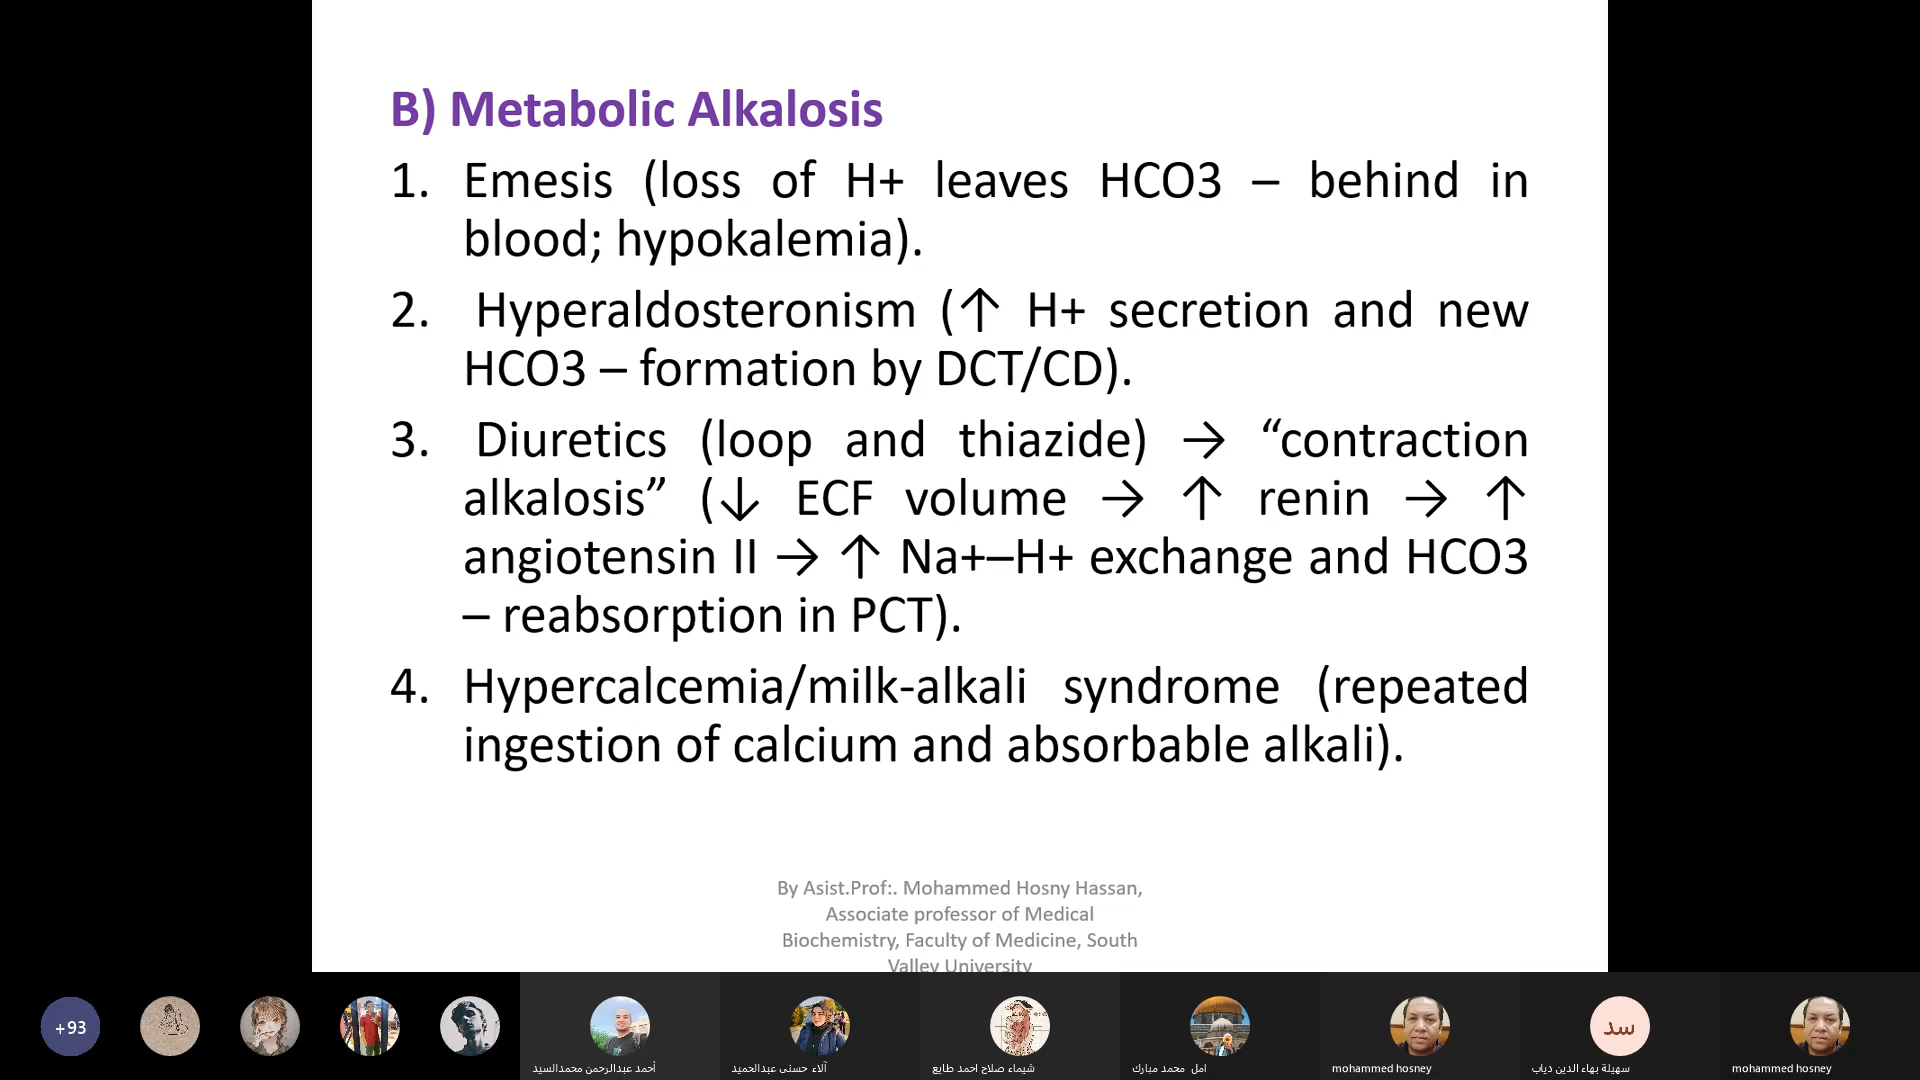 B) Metabolic Alkalosis
1. Emesis (loss of H+ leaves HCO3 – behind in
blood; hypokalemia).
2. Hyperaldosteronism (↑ H+ secretion and new
HCO3 – formation by DCT/CD).
3. Diuretics (loop and thiazide) → “contraction
alkalosis” (↓ ECF volume → ↑ renin → ↑
angiotensin II → ↑ Na+–H+ exchange and HCO3
– reabsorption in PCT).
4. Hypercalcemia/milk-alkali syndrome (repeated
ingestion of calcium and absorbable alkali).
By Asist.Prof:. Mohammed Hosny Hassan,
Associate professor of Medical
Biochemistry, Faculty of Medicine, South
Valley University
+93
سد
أحمد عبدالرحمن محمدالسيد
آلاء حسنى عبدالحميد
شيماء صلاح احمد طايع
امل محمد مبارك
mohammed hosney
سهيلة بهاء الدين دياب
mohammed hosney